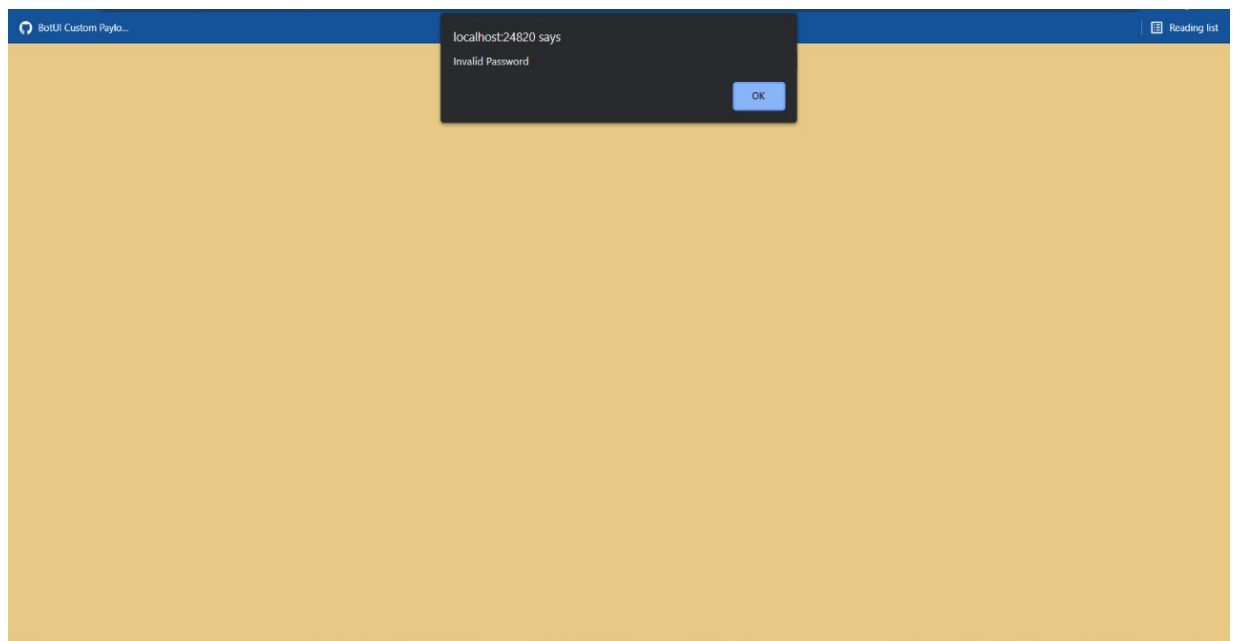 BotUI Custom Paylo...
Reading list
localhost:24820 says
Invalid Password
OK